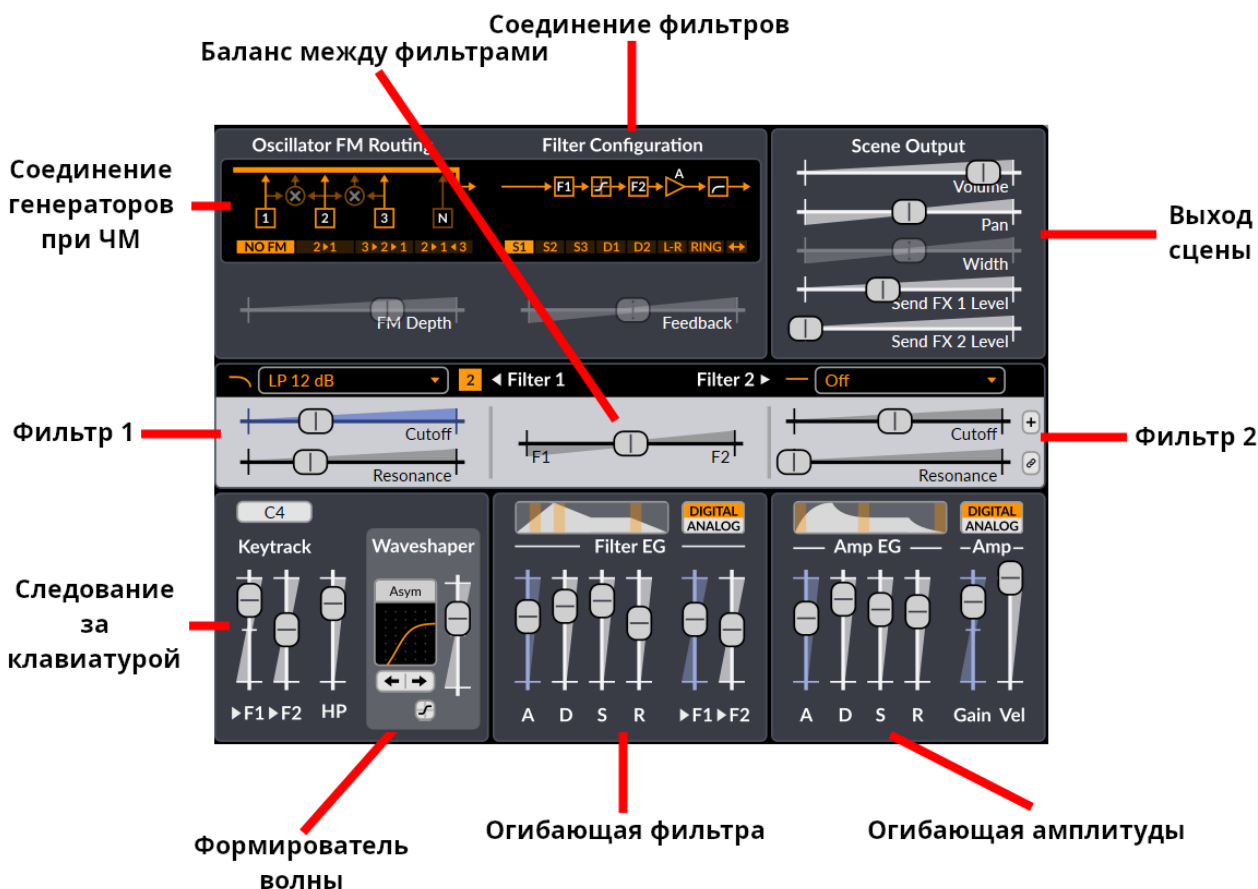 Соединение фильтров
Баланс между фильтрами
Соединение
генераторов
при ЧМ
Oscillator FM Routing
1 2 3 N
NO FM 2▸1 3▸2▸1 2▸1◂3
FM Depth
Filter Configuration
F1 F2 A
S1 S2 S3 D1 D2 L-R RING ↔
Feedback
Scene Output
Volume
Pan
Width
Send FX 1 Level
Send FX 2 Level
Выход
сцены
LP 12 dB 2 ◂ Filter 1 Filter 2 ▸ Off
Фильтр 1
Cutoff
Resonance
F1 F2
Cutoff +
Resonance
Фильтр 2
C4
Keytrack
▸F1 ▸F2 HP
Waveshaper
Asym
← →
DIGITAL
ANALOG
Filter EG
A D S R ▸F1 ▸F2
DIGITAL
ANALOG
Amp EG Amp
A D S R Gain Vel
Следование
за
клавиатурой
Формирователь
волны
Огибающая фильтра
Огибающая амплитуды